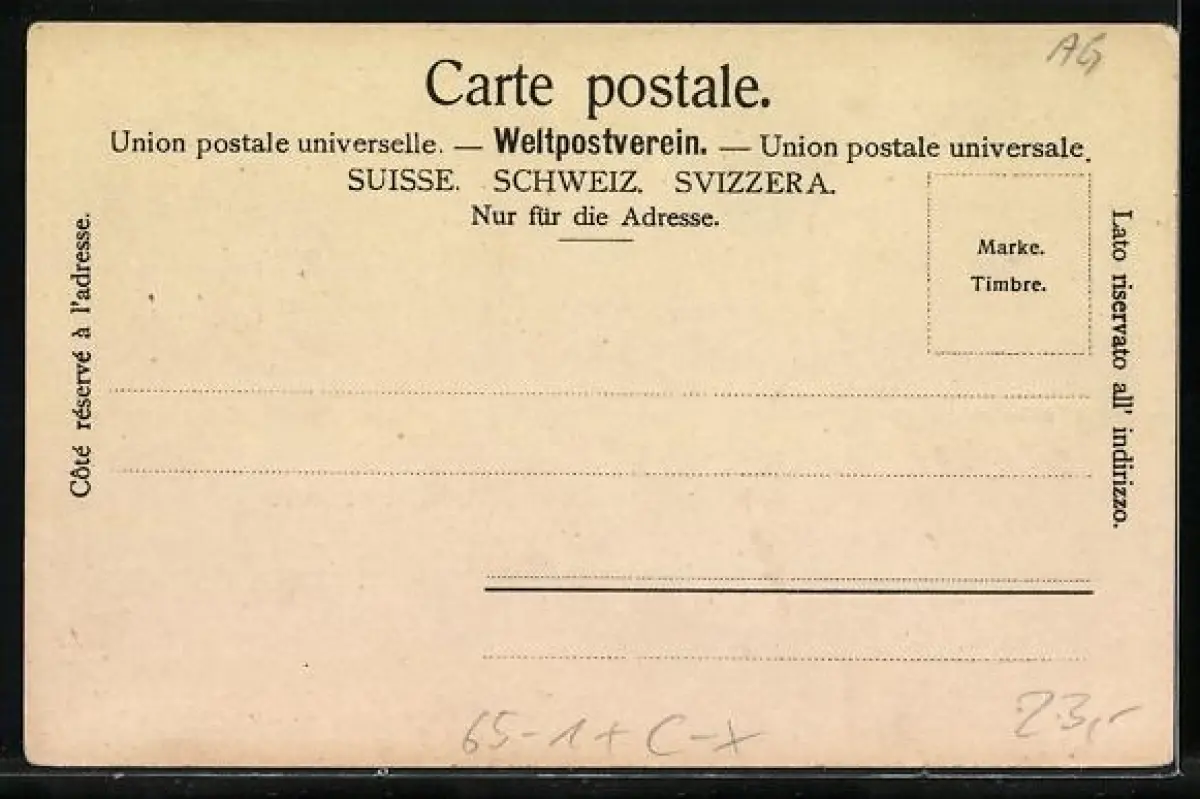 AG
Carte postale.
Union postale universelle. — Weltpostverein. — Union postale universale.
SUISSE. SCHWEIZ. SVIZZERA.
Nur für die Adresse.
Marke.
Timbre.
Côté réservé à l'adresse.
Lato riservato all' indirizzo.
65-1+C-x
23,-